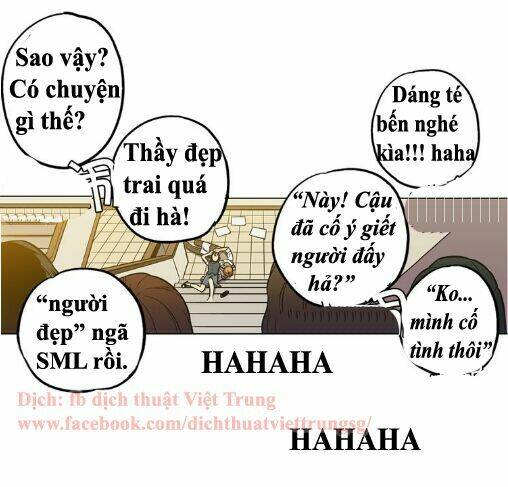 Sao vậy?
Có chuyện
gì thế?
Thầy đẹp
trai quá
đi hà!
Dáng té
bến nghé
kìa!!! haha
“Này! Cậu
đã cố ý giết
người đấy
hả?”
“Ko...
mình cố
tình thôi”
“người
đẹp” ngã
SML rồi.
HAHAHA
Dịch: fb dịch thuật Việt Trung
www.facebook.com/dichthuatviettrungsg/
HAHAHA